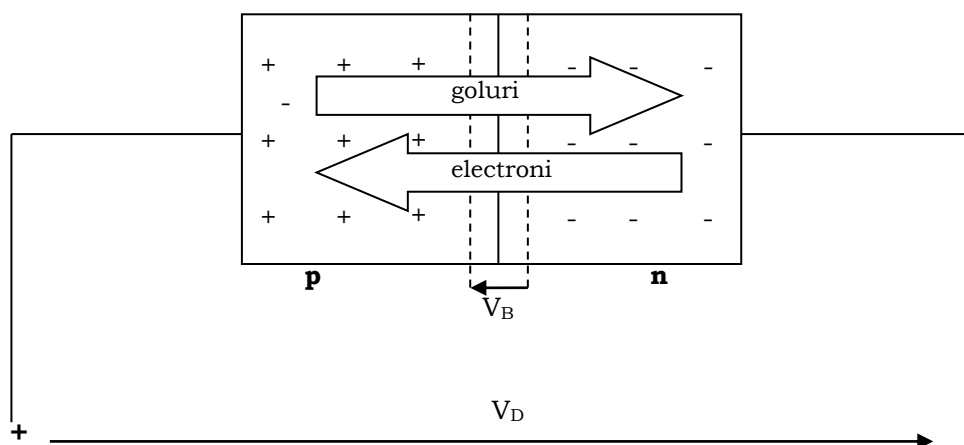 + + + - - -
goluri
-
+ + + - - -
electroni
+ + + - - -
p n
V_B
V_D
+